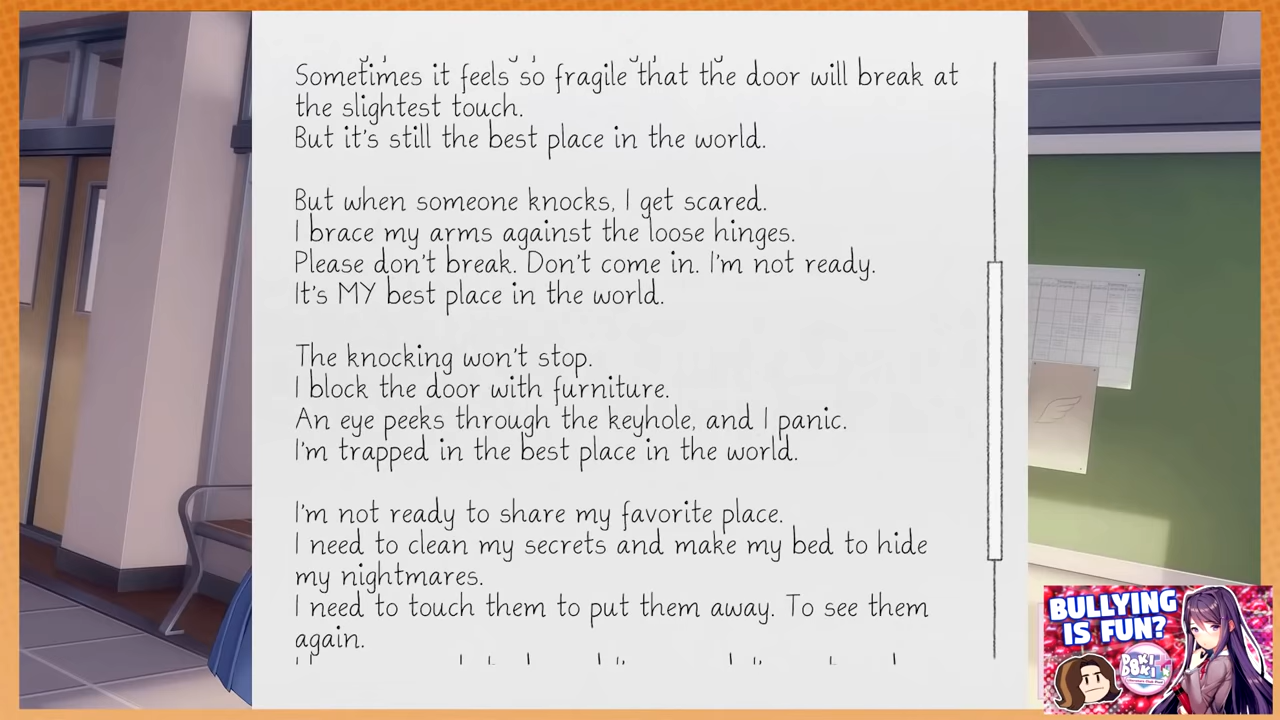 Sometimes it feels so fragile that the door will break at
the slightest touch.
But it's still the best place in the world.
But when someone knocks, I get scared.
I brace my arms against the loose hinges.
Please don't break. Don't come in. I'm not ready.
It's MY best place in the world.
The knocking won't stop.
I block the door with furniture.
An eye peeks through the keyhole, and I panic.
I'm trapped in the best place in the world.
I'm not ready to share my favorite place.
I need to clean my secrets and make my bed to hide
my nightmares.
I need to touch them to put them away. To see them
again.
BULLYING
IS FUN?
DOKI
DOKI